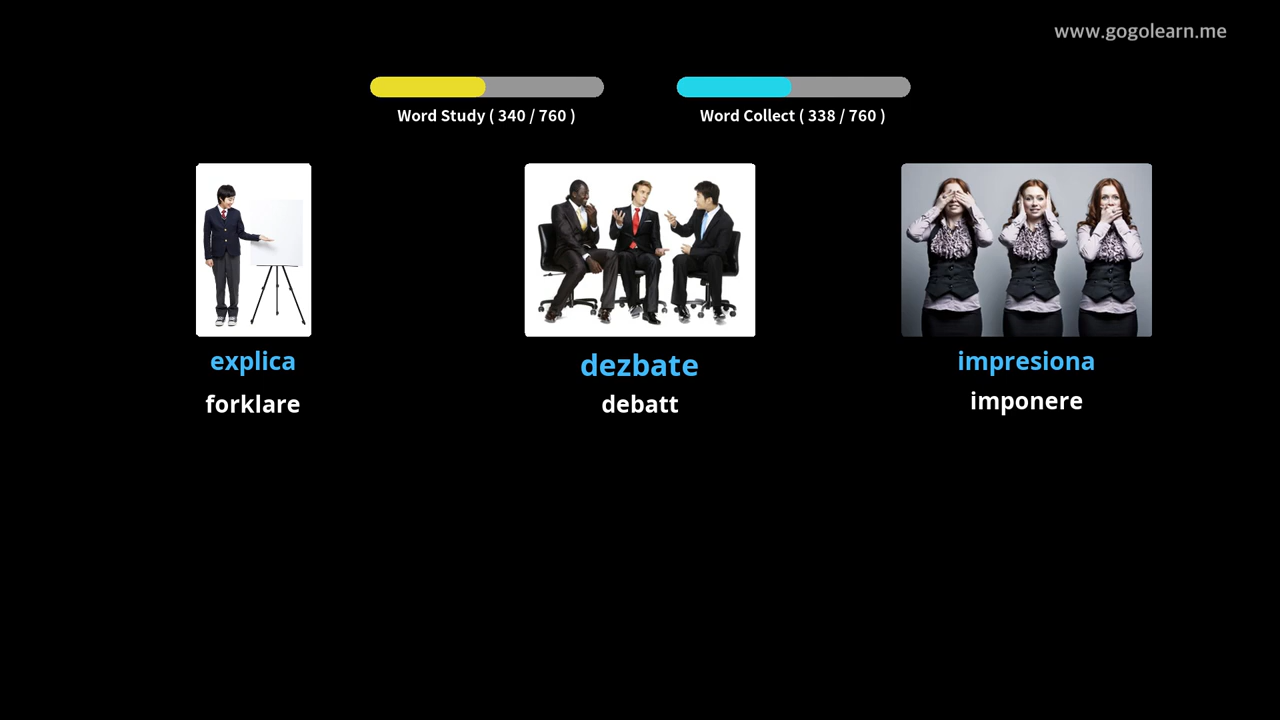 www.gogolearn.me
Word Study ( 340 / 760 )
Word Collect ( 338 / 760 )
explica
dezbate
impresiona
forklare
debatt
imponere